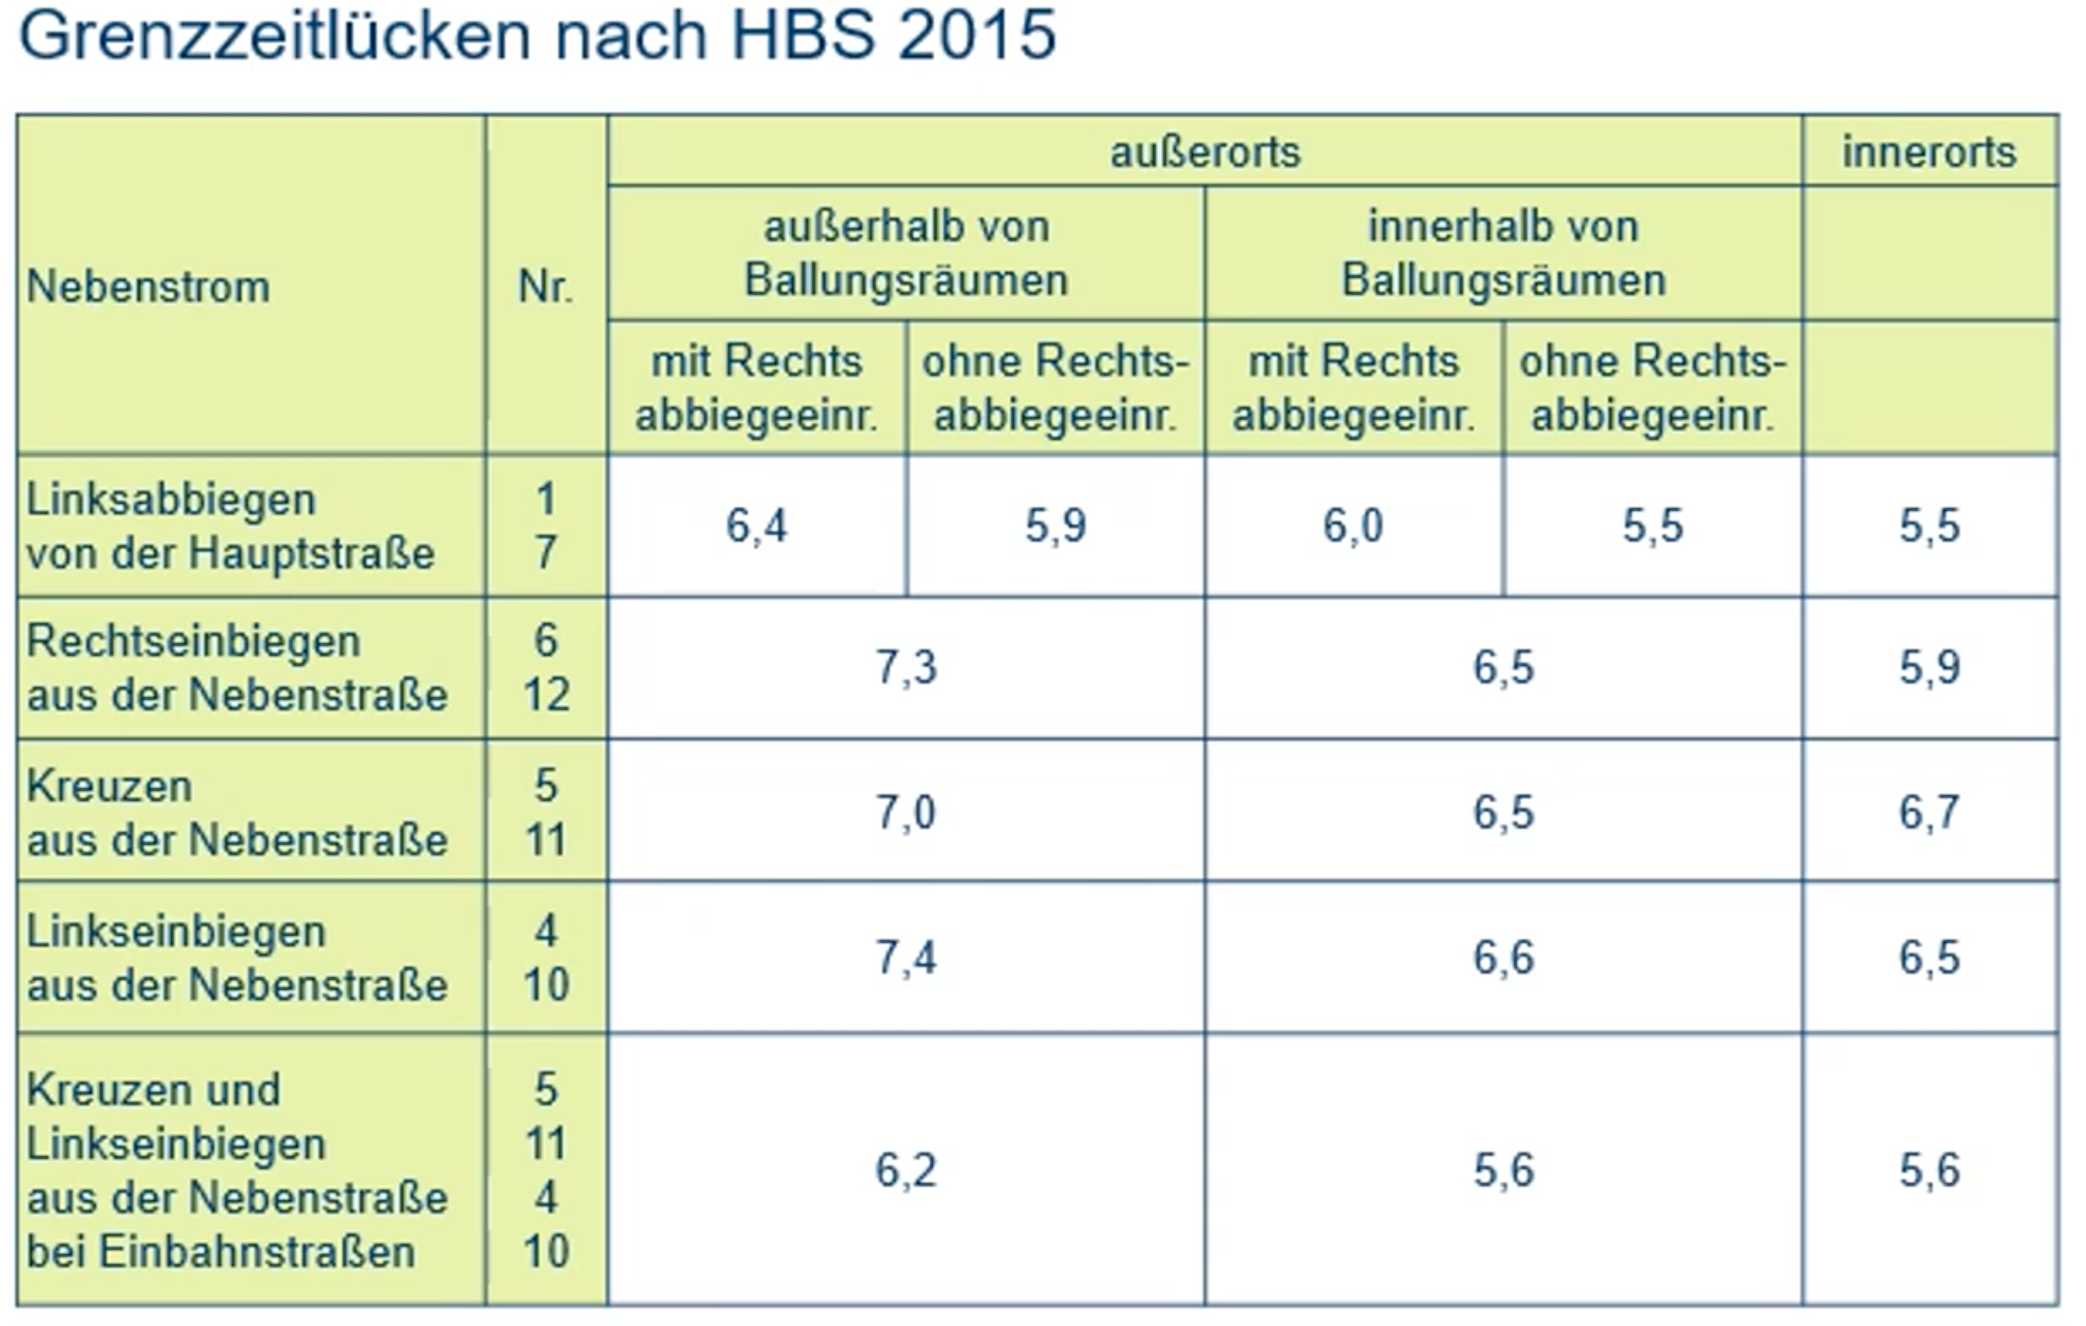 Grenzzeitlücken nach HBS 2015
Nebenstrom Nr. außerorts innerorts
außerhalb von
Ballungsräumen
innerhalb von
Ballungsräumen
mit Rechts
abbiegeeinr.
ohne Rechts-
abbiegeeinr.
mit Rechts
abbiegeeinr.
ohne Rechts-
abbiegeeinr.
Linksabbiegen 1
von der Hauptstraße 7
6,4 5,9 6,0 5,5 5,5
Rechtseinbiegen 6
aus der Nebenstraße 12
7,3 6,5 5,9
Kreuzen 5
aus der Nebenstraße 11
7,0 6,5 6,7
Linkseinbiegen 4
aus der Nebenstraße 10
7,4 6,6 6,5
Kreuzen und 5
Linkseinbiegen 11
aus der Nebenstraße 4
bei Einbahnstraßen 10
6,2 5,6 5,6